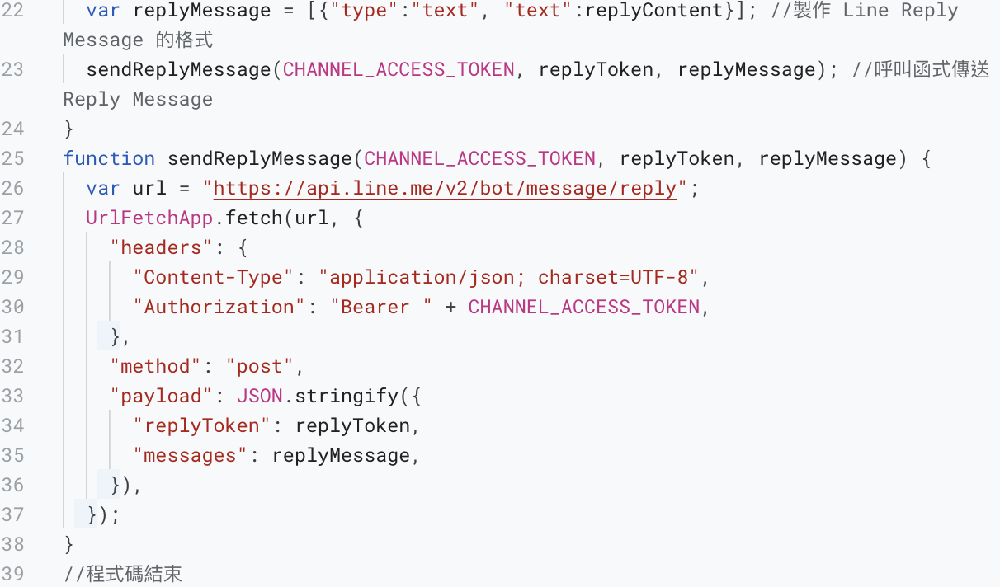 22 var replyMessage = [{"type":"text", "text":replyContent}]; //製作 Line Reply
Message 的格式
23 sendReplyMessage(CHANNEL_ACCESS_TOKEN, replyToken, replyMessage); //呼叫函式傳送
Reply Message
24 }
25 function sendReplyMessage(CHANNEL_ACCESS_TOKEN, replyToken, replyMessage) {
26 var url = "https://api.line.me/v2/bot/message/reply";
27 UrlFetchApp.fetch(url, {
28 "headers": {
29 "Content-Type": "application/json; charset=UTF-8",
30 "Authorization": "Bearer " + CHANNEL_ACCESS_TOKEN,
31 },
32 "method": "post",
33 "payload": JSON.stringify({
34 "replyToken": replyToken,
35 "messages": replyMessage,
36 }),
37 });
38 }
39 //程式碼結束